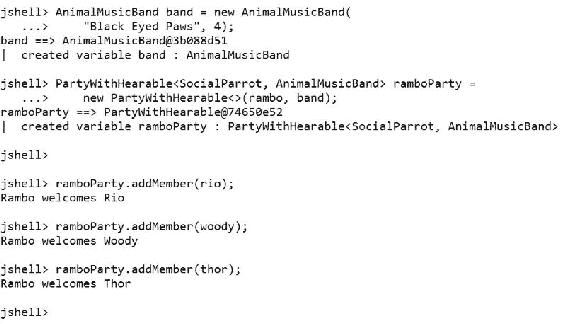 jshell> AnimalMusicBand band = new AnimalMusicBand(
   ...>     "Black Eyed Paws", 4);
band ==> AnimalMusicBand@3b088d51
|  created variable band : AnimalMusicBand
jshell> PartyWithHearable<SocialParrot, AnimalMusicBand> ramboParty =
   ...>     new PartyWithHearable<>(rambo, band);
ramboParty ==> PartyWithHearable@74650e52
|  created variable ramboParty : PartyWithHearable<SocialParrot, AnimalMusicBand>
jshell>
jshell> ramboParty.addMember(rio);
Rambo welcomes Rio
jshell> ramboParty.addMember(woody);
Rambo welcomes Woody
jshell> ramboParty.addMember(thor);
Rambo welcomes Thor
jshell>